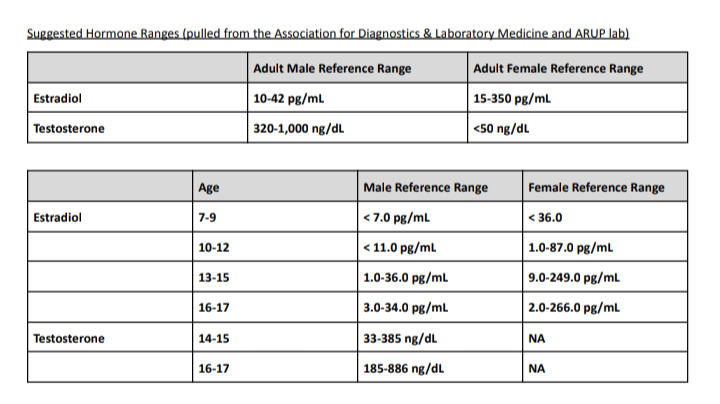 Suggested Hormone Ranges (pulled from the Association for Diagnostics & Laboratory Medicine and ARUP lab)
Adult Male Reference Range Adult Female Reference Range
Estradiol 10-42 pg/mL 15-350 pg/mL
Testosterone 320-1,000 ng/dL <50 ng/dL
Age Male Reference Range Female Reference Range
Estradiol 7-9 < 7.0 pg/mL < 36.0
10-12 < 11.0 pg/mL 1.0-87.0 pg/mL
13-15 1.0-36.0 pg/mL 9.0-249.0 pg/mL
16-17 3.0-34.0 pg/mL 2.0-266.0 pg/mL
Testosterone 14-15 33-385 ng/dL NA
16-17 185-886 ng/dL NA